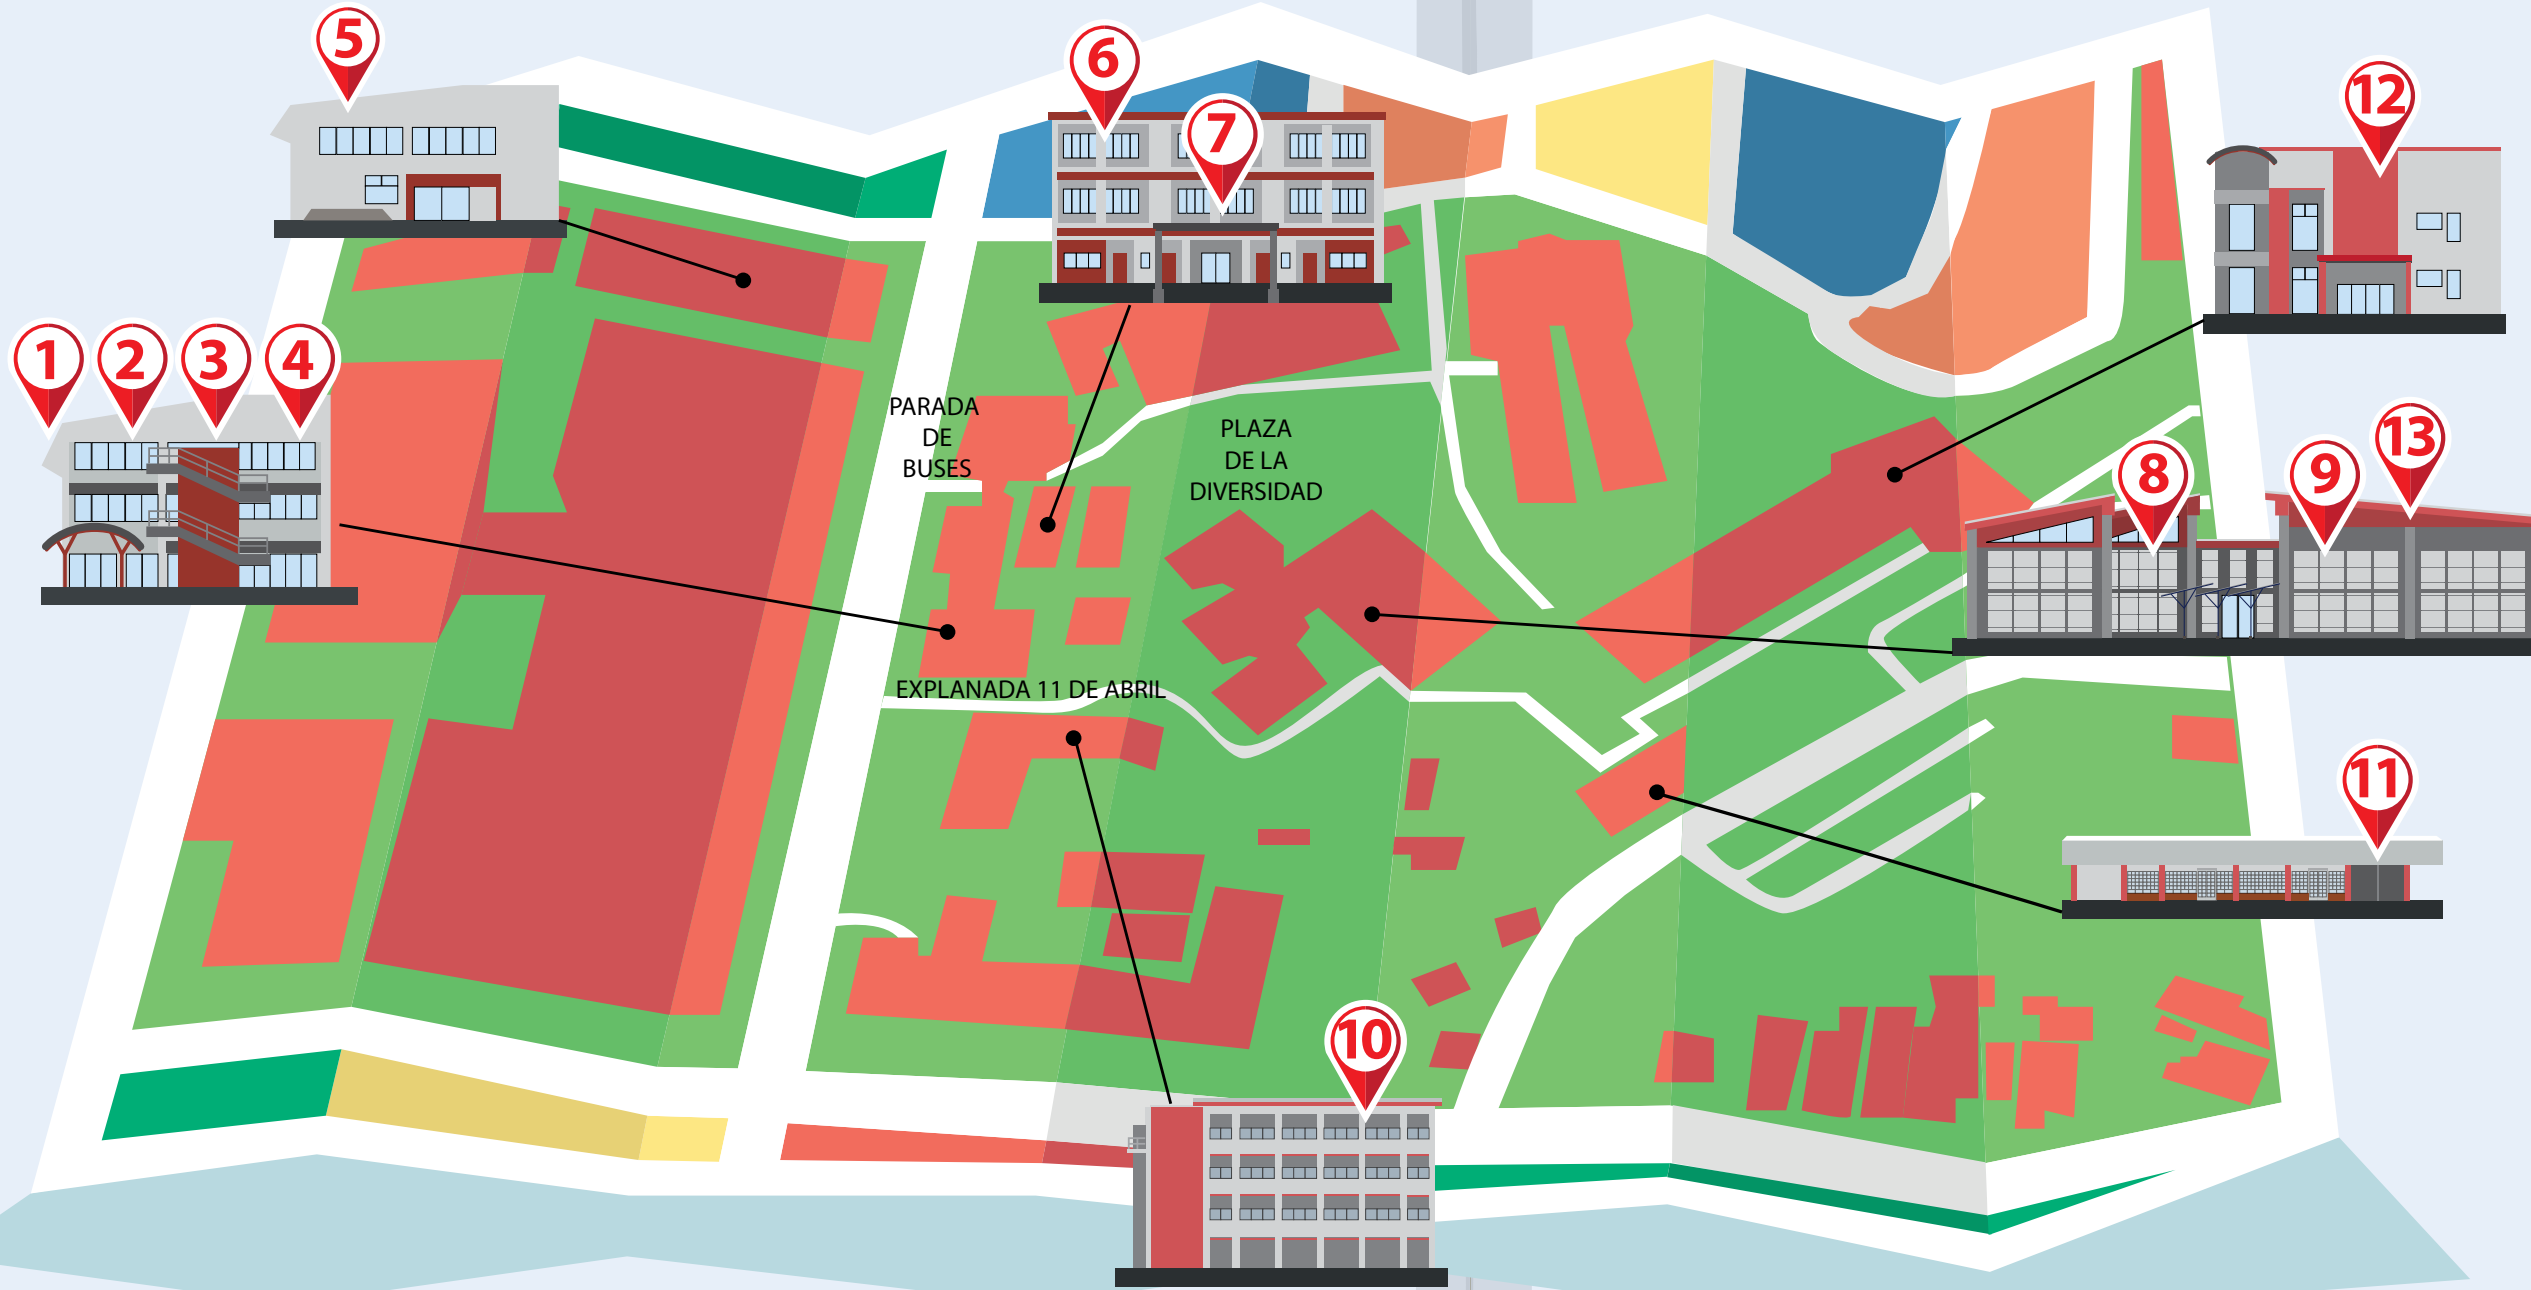 5
6
7
12
1
2
3
4
PARADA
DE
BUSES
PLAZA
DE LA
DIVERSIDAD
8
9
13
EXPLANADA 11 DE ABRIL
11
10